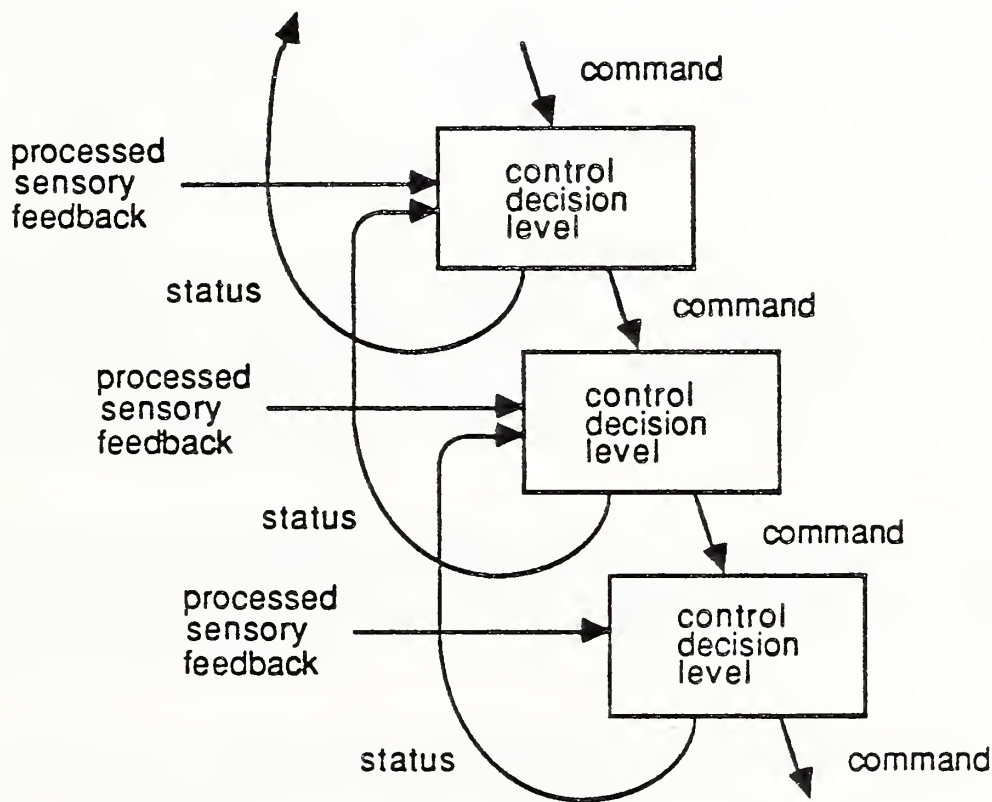 command
processed
sensory
feedback
control
decision
level
status
command
processed
sensory
feedback
control
decision
level
status
command
processed
sensory
feedback
control
decision
level
status
command